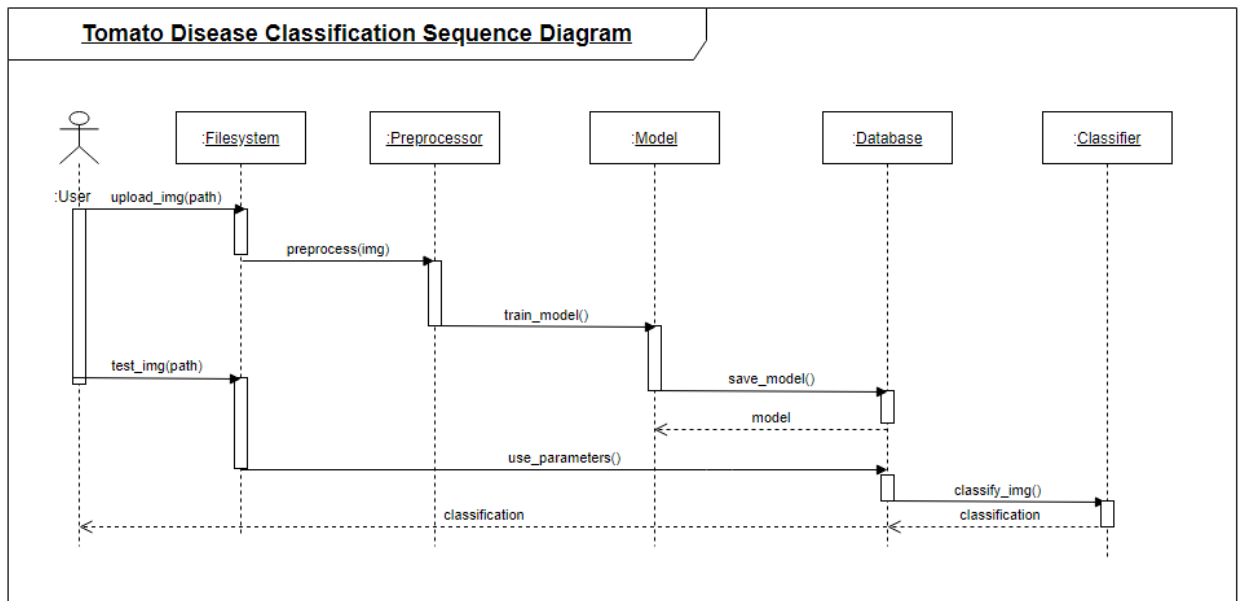 Tomato Disease Classification Sequence Diagram
:Filesystem
:Preprocessor
:Model
:Database
:Classifier
:User
upload_img(path)
preprocess(img)
train_model()
test_img(path)
save_model()
model
use_parameters()
classify_img()
classification
classification